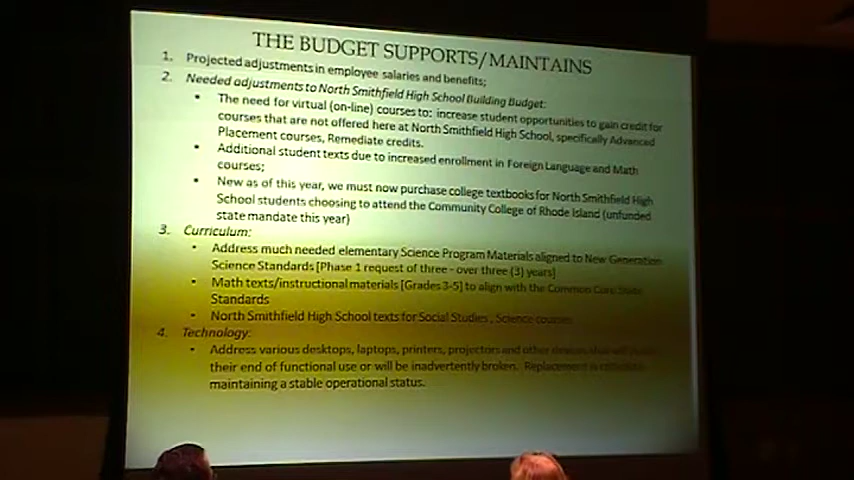 THE BUDGET SUPPORTS/MAINTAINS
1. Projected adjustments in employee salaries and benefits;
2. Needed adjustments to North Smithfield High School Building Budget:
• The need for virtual (on-line) courses to: increase student opportunities to gain credit for
courses that are not offered here at North Smithfield High School, specifically Advanced
Placement courses, Remediate credits.
• Additional student texts due to increased enrollment in Foreign Language and Math
courses;
• New as of this year, we must now purchase college textbooks for North Smithfield High
School students choosing to attend the Community College of Rhode Island (unfunded
state mandate this year)
3. Curriculum:
• Address much needed elementary Science Program Materials aligned to New Generation
Science Standards [Phase 1 request of three - over three (3) years]
• Math texts/instructional materials [Grades 3-5] to align with the Common Core State
Standards
• North Smithfield High School texts for Social Studies , Science courses
4. Technology:
• Address various desktops, laptops, printers, projectors and other devices that will
their end of functional use or will be inadvertently broken. Replacement is
maintaining a stable operational status.